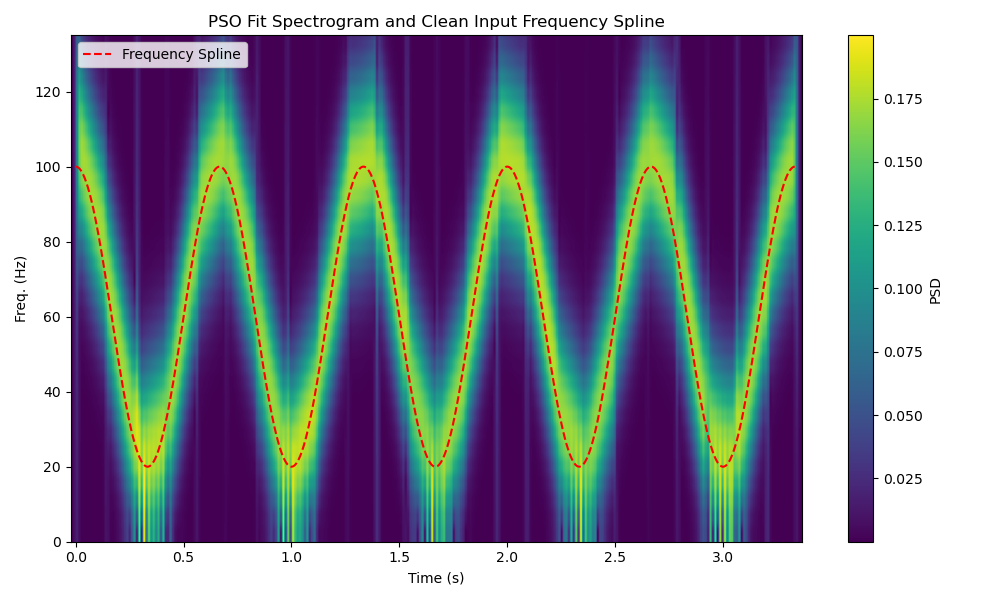 PSO Fit Spectrogram and Clean Input Frequency Spline
Frequency Spline
Freq. (Hz)
120
100
80
60
40
20
0
0.0 0.5 1.0 1.5 2.0 2.5 3.0
Time (s)
0.175
0.150
0.125
0.100
0.075
0.050
0.025
PSD